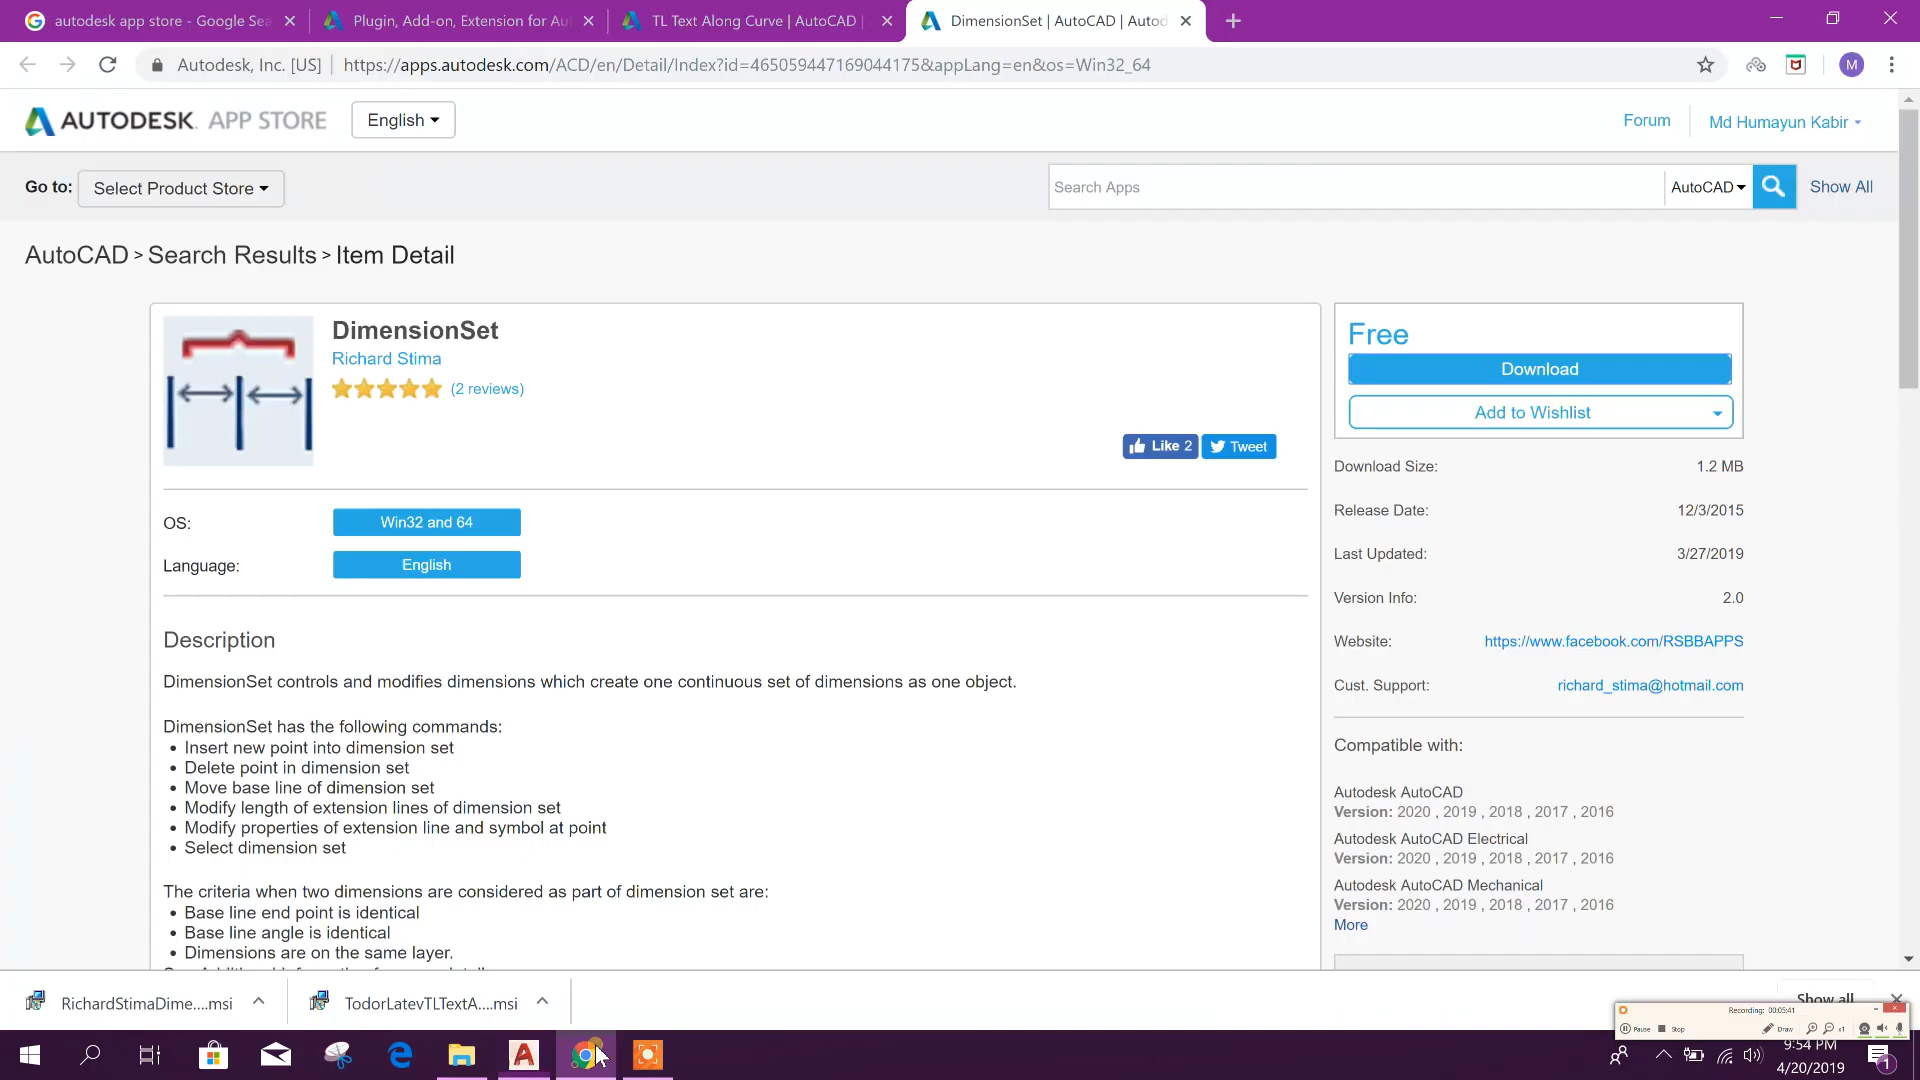 autodesk app store - Google Sea
Plugin, Add-on, Extension for Au
TL Text Along Curve | AutoCAD |
DimensionSet | AutoCAD | Autod
Autodesk, Inc. [US]
https://apps.autodesk.com/ACD/en/Detail/Index?id=465059447169044175&appLang=en&os=Win32_64
M
AUTODESK. APP STORE
English
Forum
Md Humayun Kabir
Go to:
Select Product Store
Search Apps
AutoCAD
Show All
AutoCAD > Search Results > Item Detail
DimensionSet
Richard Stima
(2 reviews)
Like 2
Tweet
OS:
Win32 and 64
Language:
English
Description
DimensionSet controls and modifies dimensions which create one continuous set of dimensions as one object.
DimensionSet has the following commands:
• Insert new point into dimension set
• Delete point in dimension set
• Move base line of dimension set
• Modify length of extension lines of dimension set
• Modify properties of extension line and symbol at point
• Select dimension set
The criteria when two dimensions are considered as part of dimension set are:
• Base line end point is identical
• Base line angle is identical
• Dimensions are on the same layer.
Free
Download
Add to Wishlist
Download Size: 1.2 MB
Release Date: 12/3/2015
Last Updated: 3/27/2019
Version Info: 2.0
Website: https://www.facebook.com/RSBBAPPS
Cust. Support: richard_stima@hotmail.com
Compatible with:
Autodesk AutoCAD
Version: 2020 , 2019 , 2018 , 2017 , 2016
Autodesk AutoCAD Electrical
Version: 2020 , 2019 , 2018 , 2017 , 2016
Autodesk AutoCAD Mechanical
Version: 2020 , 2019 , 2018 , 2017 , 2016
More
RichardStimaDime....msi
TodorLatevTLTextA....msi
Show all
Recording: 00:05:41
Pause
Stop
Draw
x1
9:54 PM
4/20/2019
1